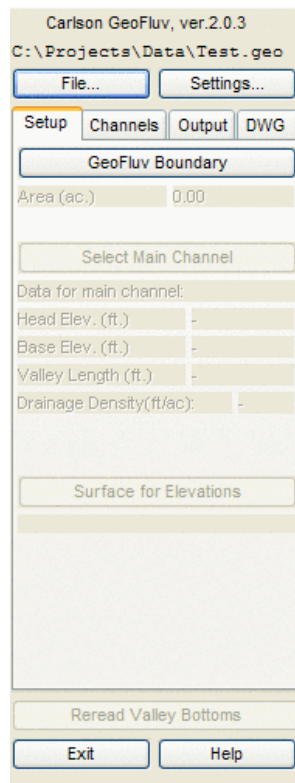 Carlson GeoFluv, ver.2.0.3
C:\Projects\Data\Test.geo
File... Settings...
Setup Channels Output DWG
GeoFluv Boundary
Area (ac.) 0.00
Select Main Channel
Data for main channel:
Head Elev. (ft.) -
Base Elev. (ft.) -
Valley Length (ft.) -
Drainage Density(ft/ac): -
Surface for Elevations
Reread Valley Bottoms
Exit Help